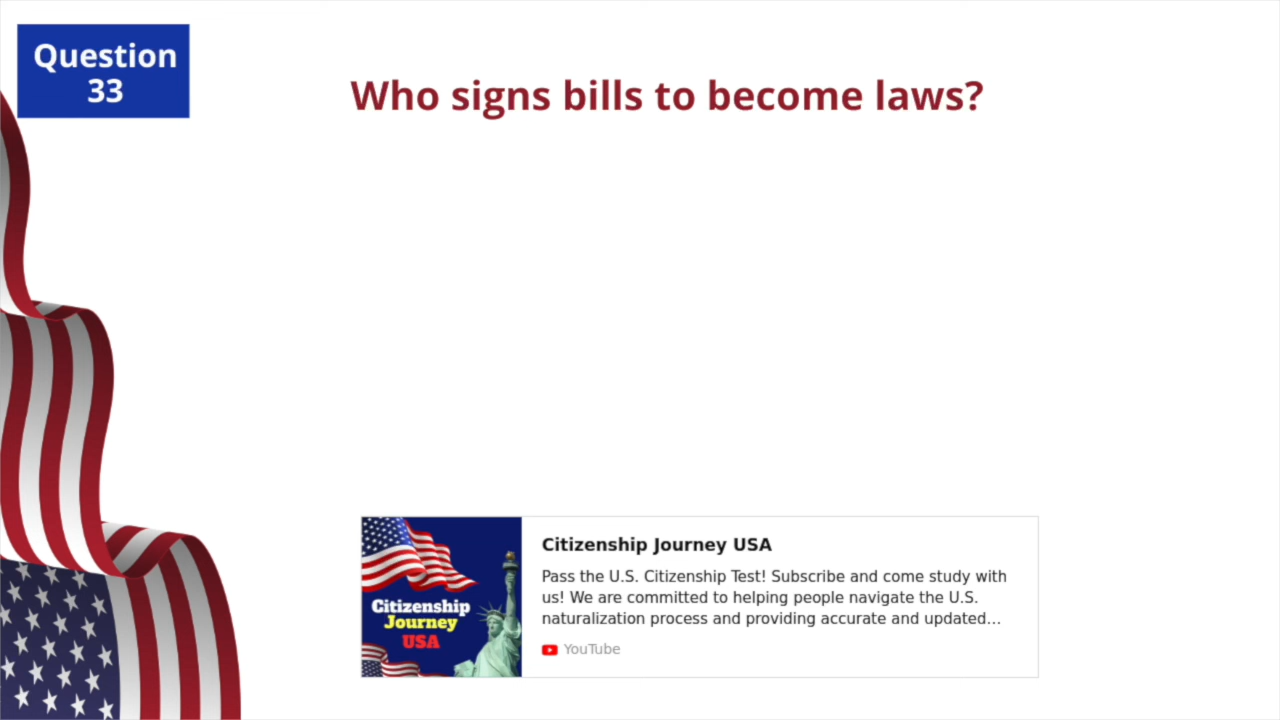 Question
33
Who signs bills to become laws?
Citizenship
Journey
USA
Citizenship Journey USA
Pass the U.S. Citizenship Test! Subscribe and come study with
us! We are committed to helping people navigate the U.S.
naturalization process and providing accurate and updated...
YouTube